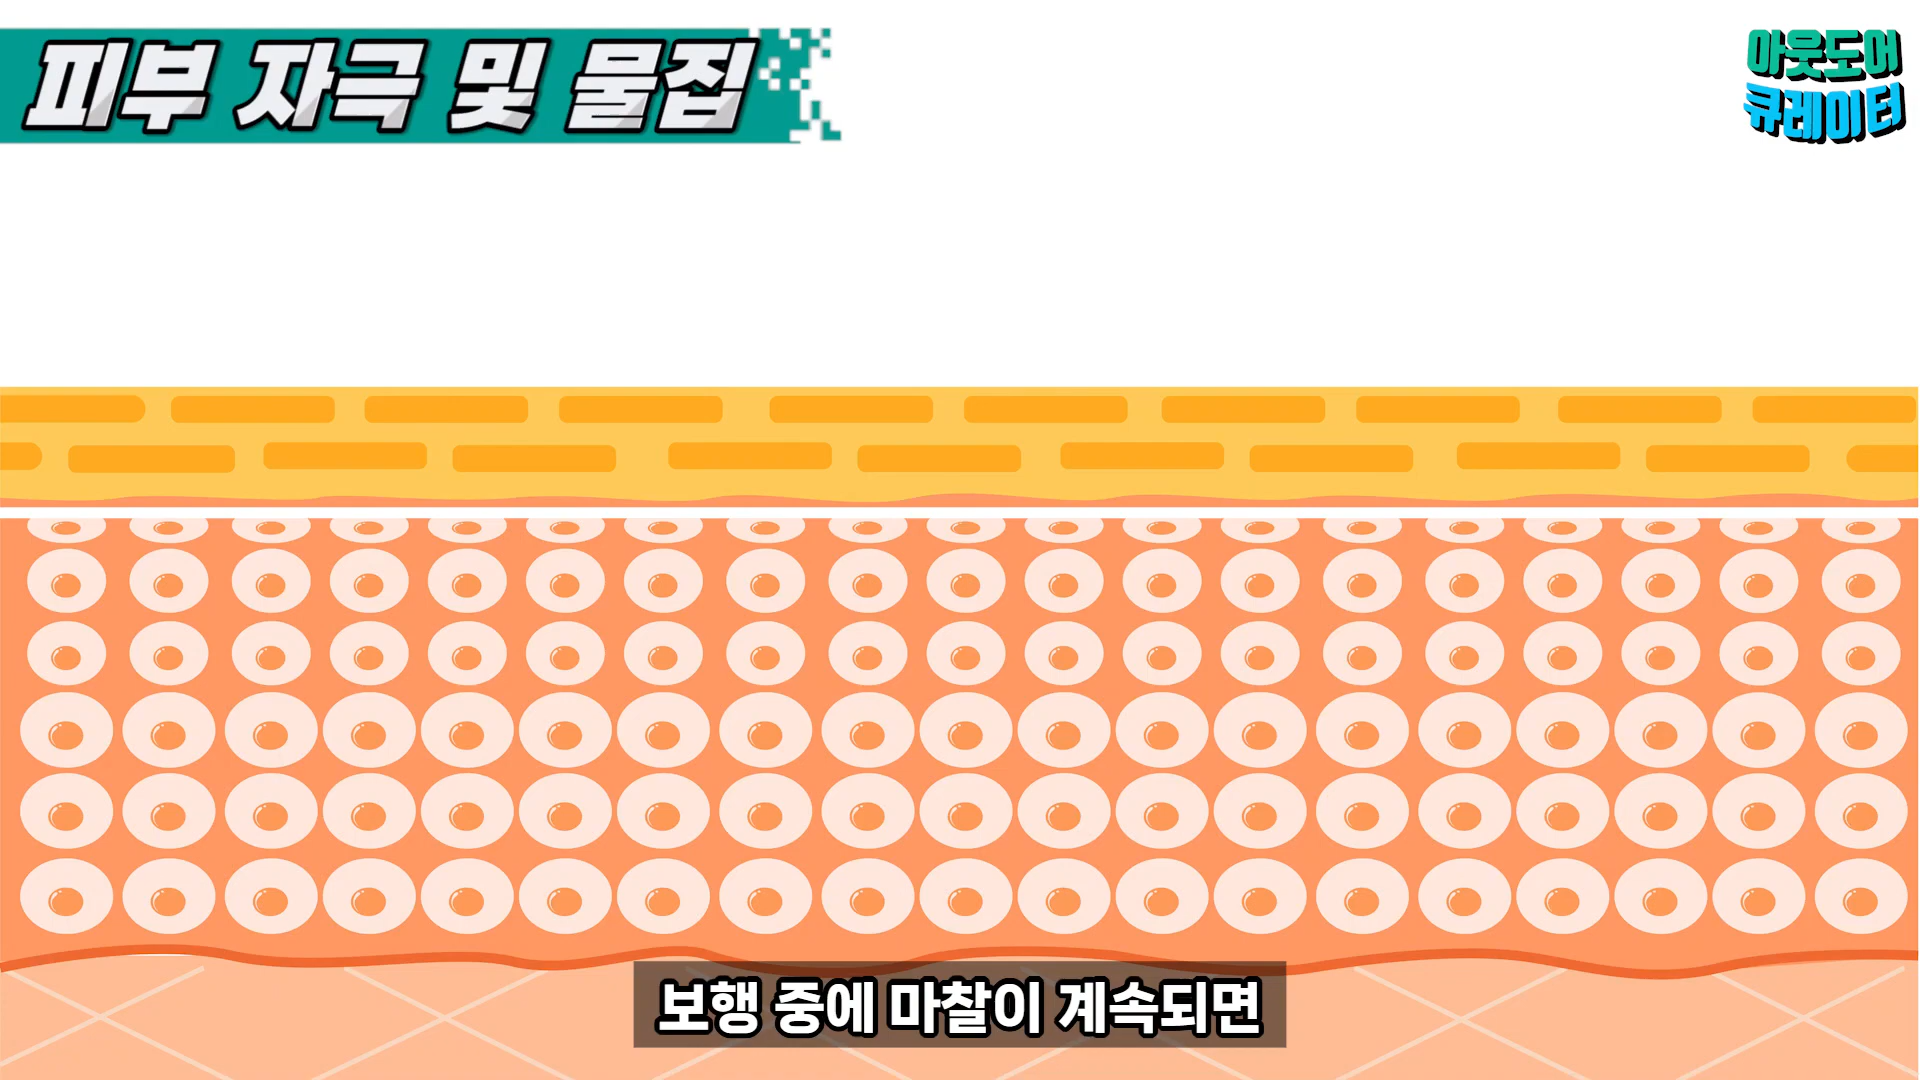 피부 자극 및 물집
아웃도어
큐레이터
보행 중에 마찰이 계속되면